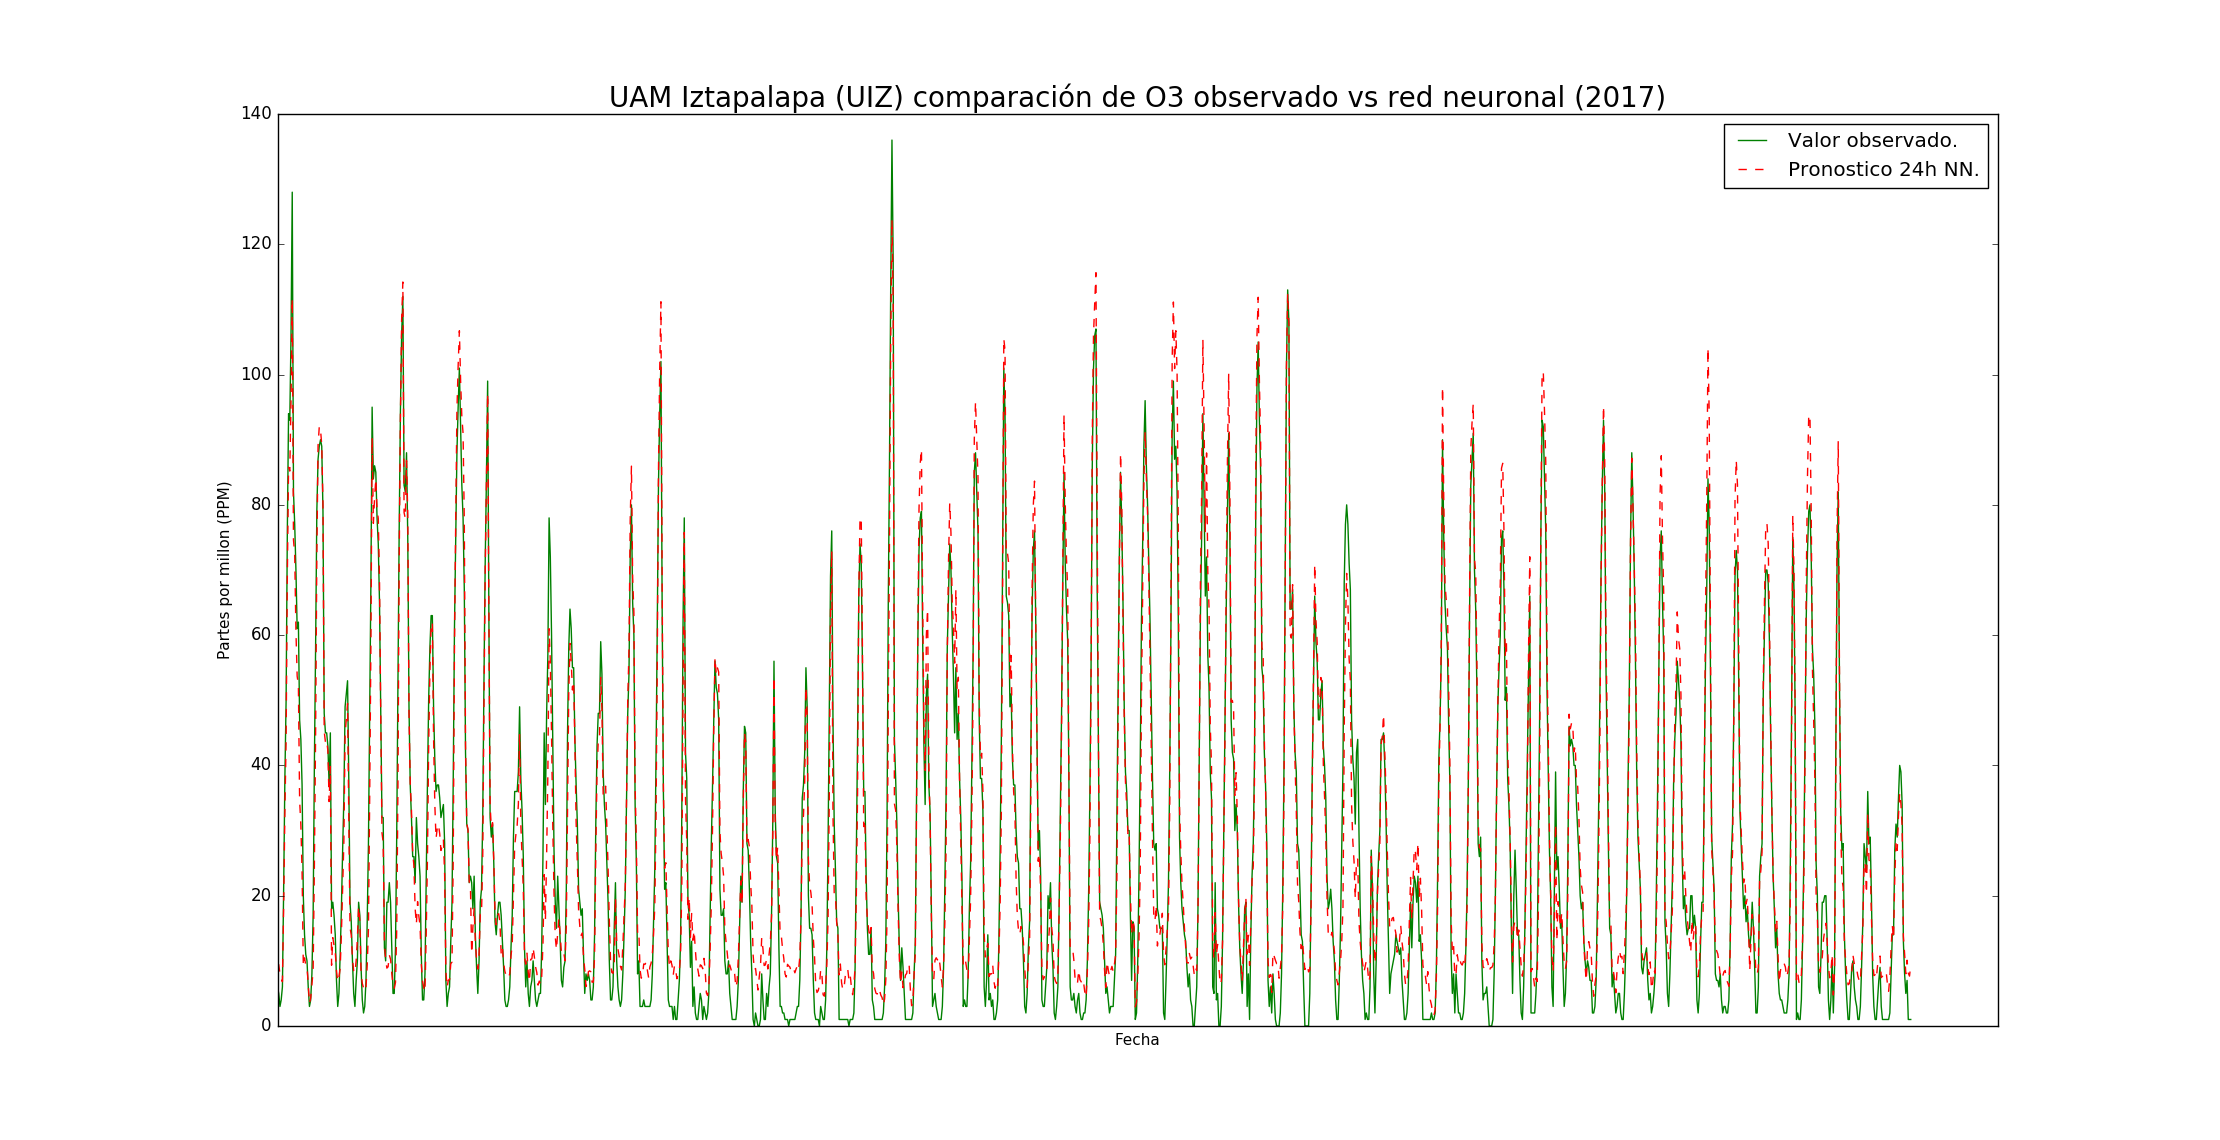 UAM Iztapalapa (UIZ) comparación de O3 observado vs red neuronal (2017)
140
120
100
80
60
40
20
0
Partes por millon (PPM)
Valor observado.
Pronostico 24h NN.
Fecha